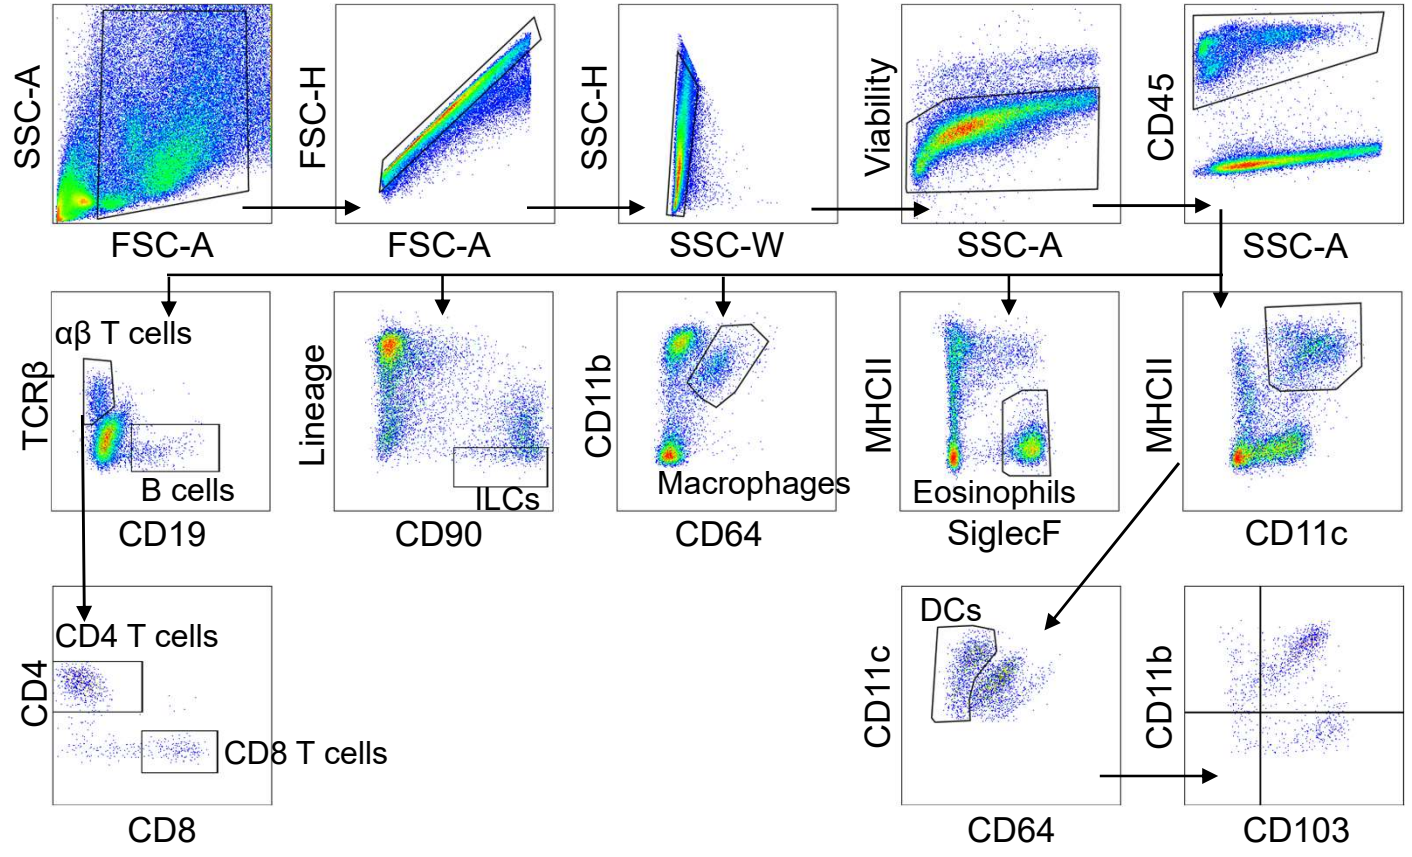 SSC-A
FSC-A
FSC-H
FSC-A
SSC-H
SSC-W
Viability
SSC-A
CD45
SSC-A
αβ T cells
TCRβ
B cells
CD19
Lineage
ILCs
CD90
CD11b
Macrophages
CD64
MHCII
Eosinophils
SiglecF
MHCII
CD11c
CD4 T cells
CD4
CD8 T cells
CD8
DCs
CD11c
CD64
CD11b
CD103